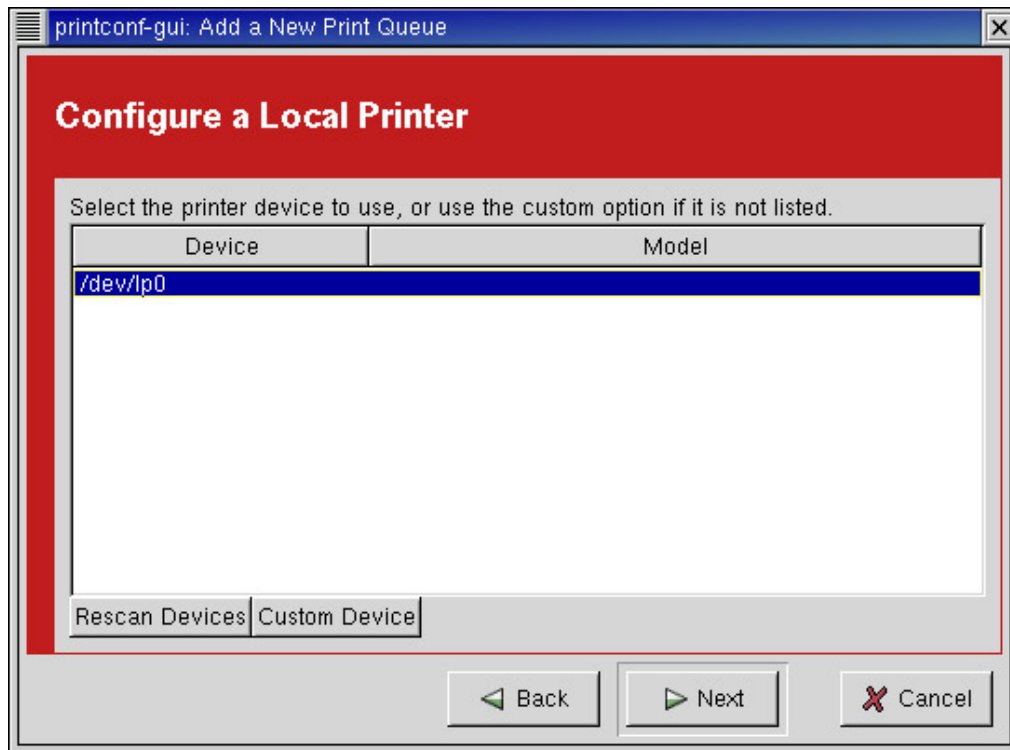 printconf-gui: Add a New Print Queue
Configure a Local Printer
Select the printer device to use, or use the custom option if it is not listed.
Device Model
/dev/lp0
Rescan Devices Custom Device
Back Next Cancel